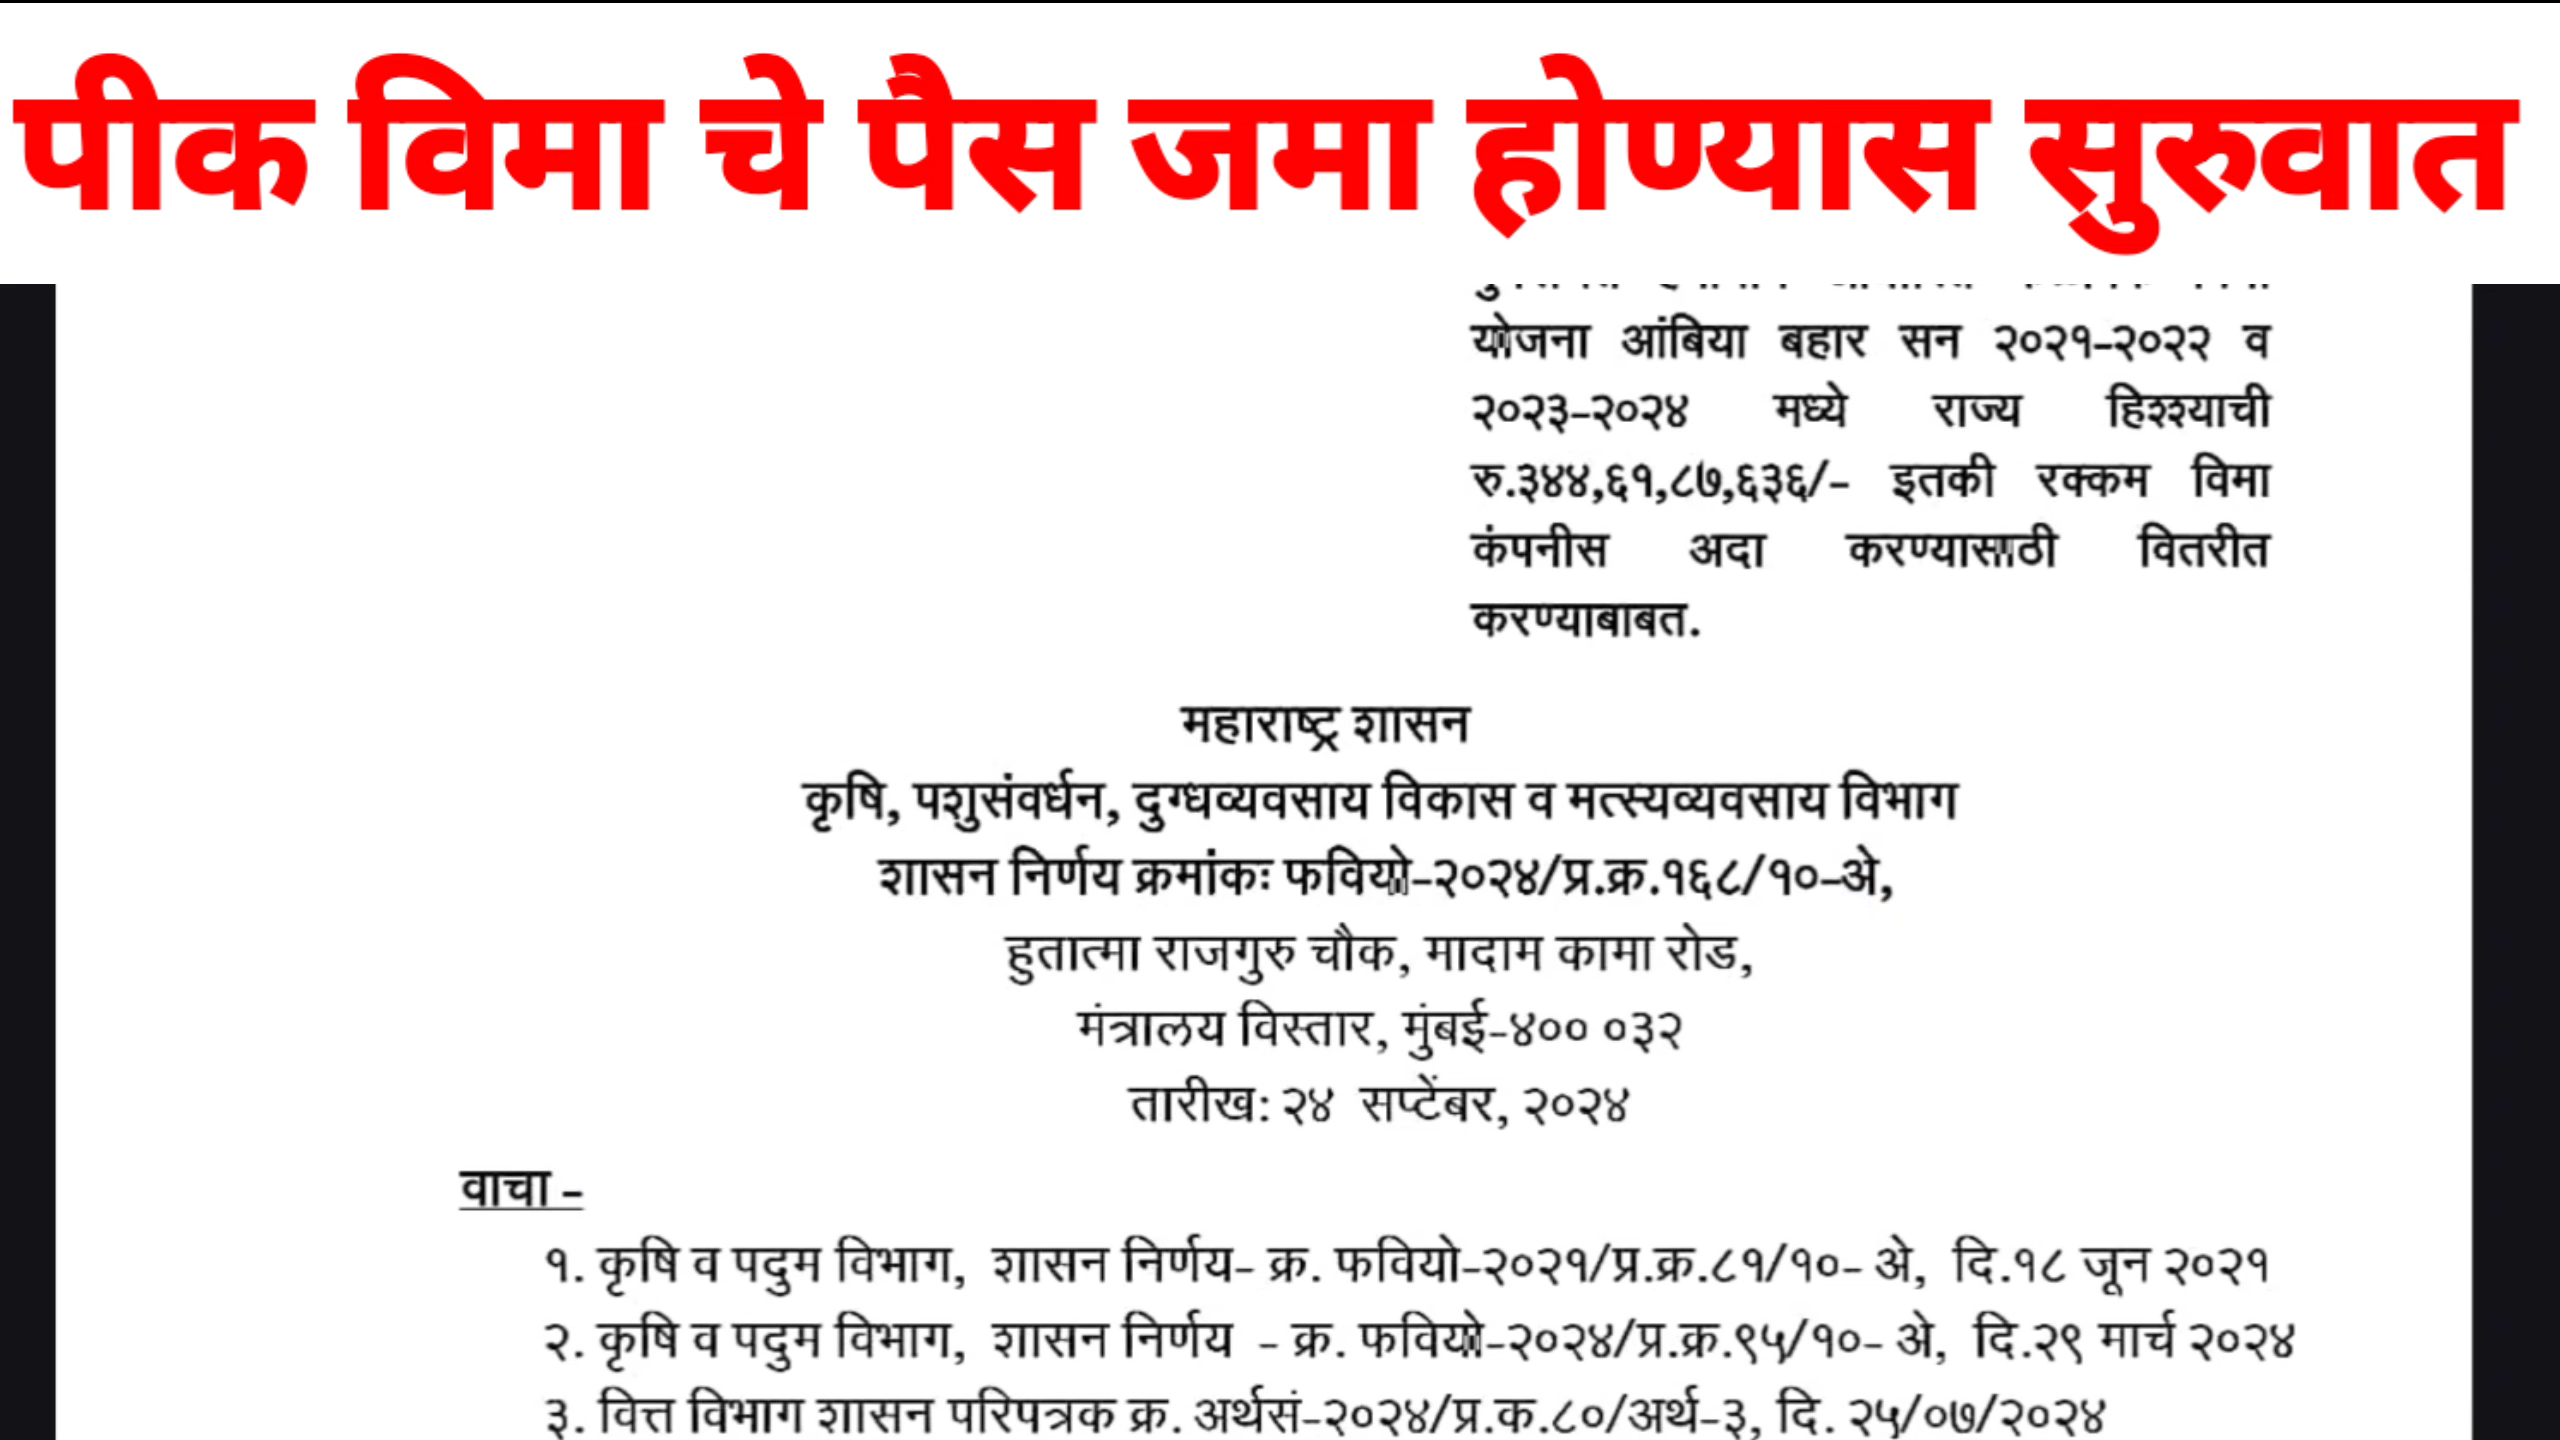 पीक विमा चे पैस जमा होण्यास सुरुवात
योजना आंबिया बहार सन २०२१-२०२२ व
२०२३-२०२४ मध्ये राज्य हिश्श्याची
रु.३४४,६१,८७,६३६/- इतकी रक्कम विमा
कंपनीस अदा करण्यासाठी वितरीत
करण्याबाबत.
महाराष्ट्र शासन
कृषि, पशुसंवर्धन, दुग्धव्यवसाय विकास व मत्स्यव्यवसाय विभाग
शासन निर्णय क्रमांकः फवियो-२०२४/प्र.क्र.१६८/१०-अे,
हुतात्मा राजगुरु चौक, मादाम कामा रोड,
मंत्रालय विस्तार, मुंबई-४०० ०३२
तारीख: २४ सप्टेंबर, २०२४
वाचा -
१. कृषि व पदुम विभाग, शासन निर्णय- क्र. फवियो-२०२१/प्र.क्र.८१/१०- अे, दि.१८ जून २०२१
२. कृषि व पदुम विभाग, शासन निर्णय - क्र. फवियो-२०२४/प्र.क्र.९५/१०- अे, दि.२९ मार्च २०२४
३. वित्त विभाग शासन परिपत्रक क्र. अर्थसं-२०२४/प्र.क.८०/अर्थ-३, दि. २५/०७/२०२४